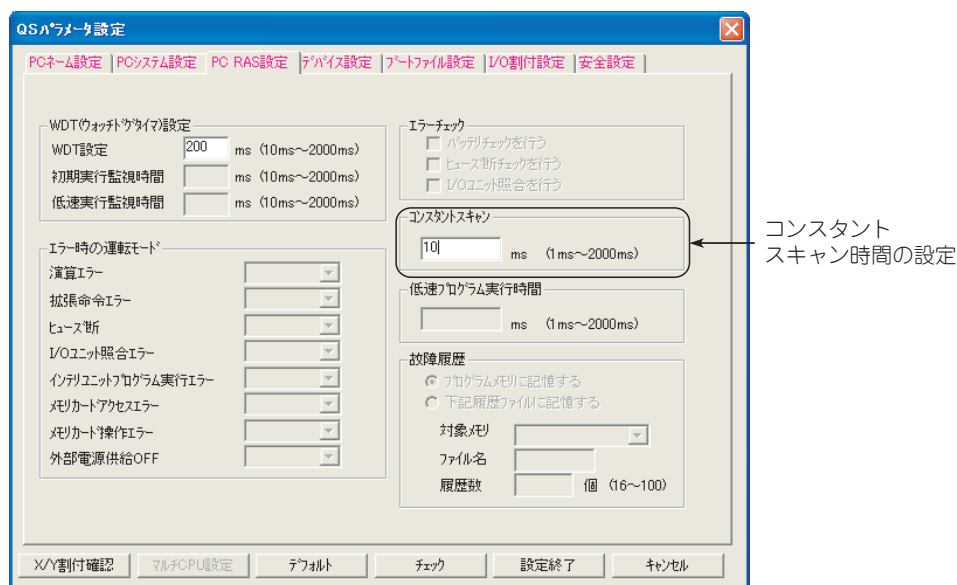 QSパラメータ設定
PCネーム設定 PCシステム設定 PC RAS設定 デバイス設定 ブートファイル設定 I/O割付設定 安全設定
WDT(ウォッチドグタイマ)設定
WDT設定 200 ms (10ms～2000ms)
初期実行監視時間 ms (10ms～2000ms)
低速実行監視時間 ms (10ms～2000ms)
エラー時の運転モード
演算エラー
拡張命令エラー
ヒューズ断
I/Oユニット照合エラー
インテリユニットプログラム実行エラー
メモリカードアクセスエラー
メモリカード操作エラー
外部電源供給OFF
エラーチェック
バッテリチェックを行う
ヒューズ断チェックを行う
I/Oユニット照合を行う
コンスタントスキャン
10 ms (1ms～2000ms)
低速プログラム実行時間
ms (1ms～2000ms)
故障履歴
プログラムメモリに記憶する
下記履歴ファイルに記憶する
対象メモリ
ファイル名
履歴数 個 (16～100)
X/Y割付確認 マルチCPU設定 デフォルト チェック 設定終了 キャンセル
コンスタント
スキャン時間の設定